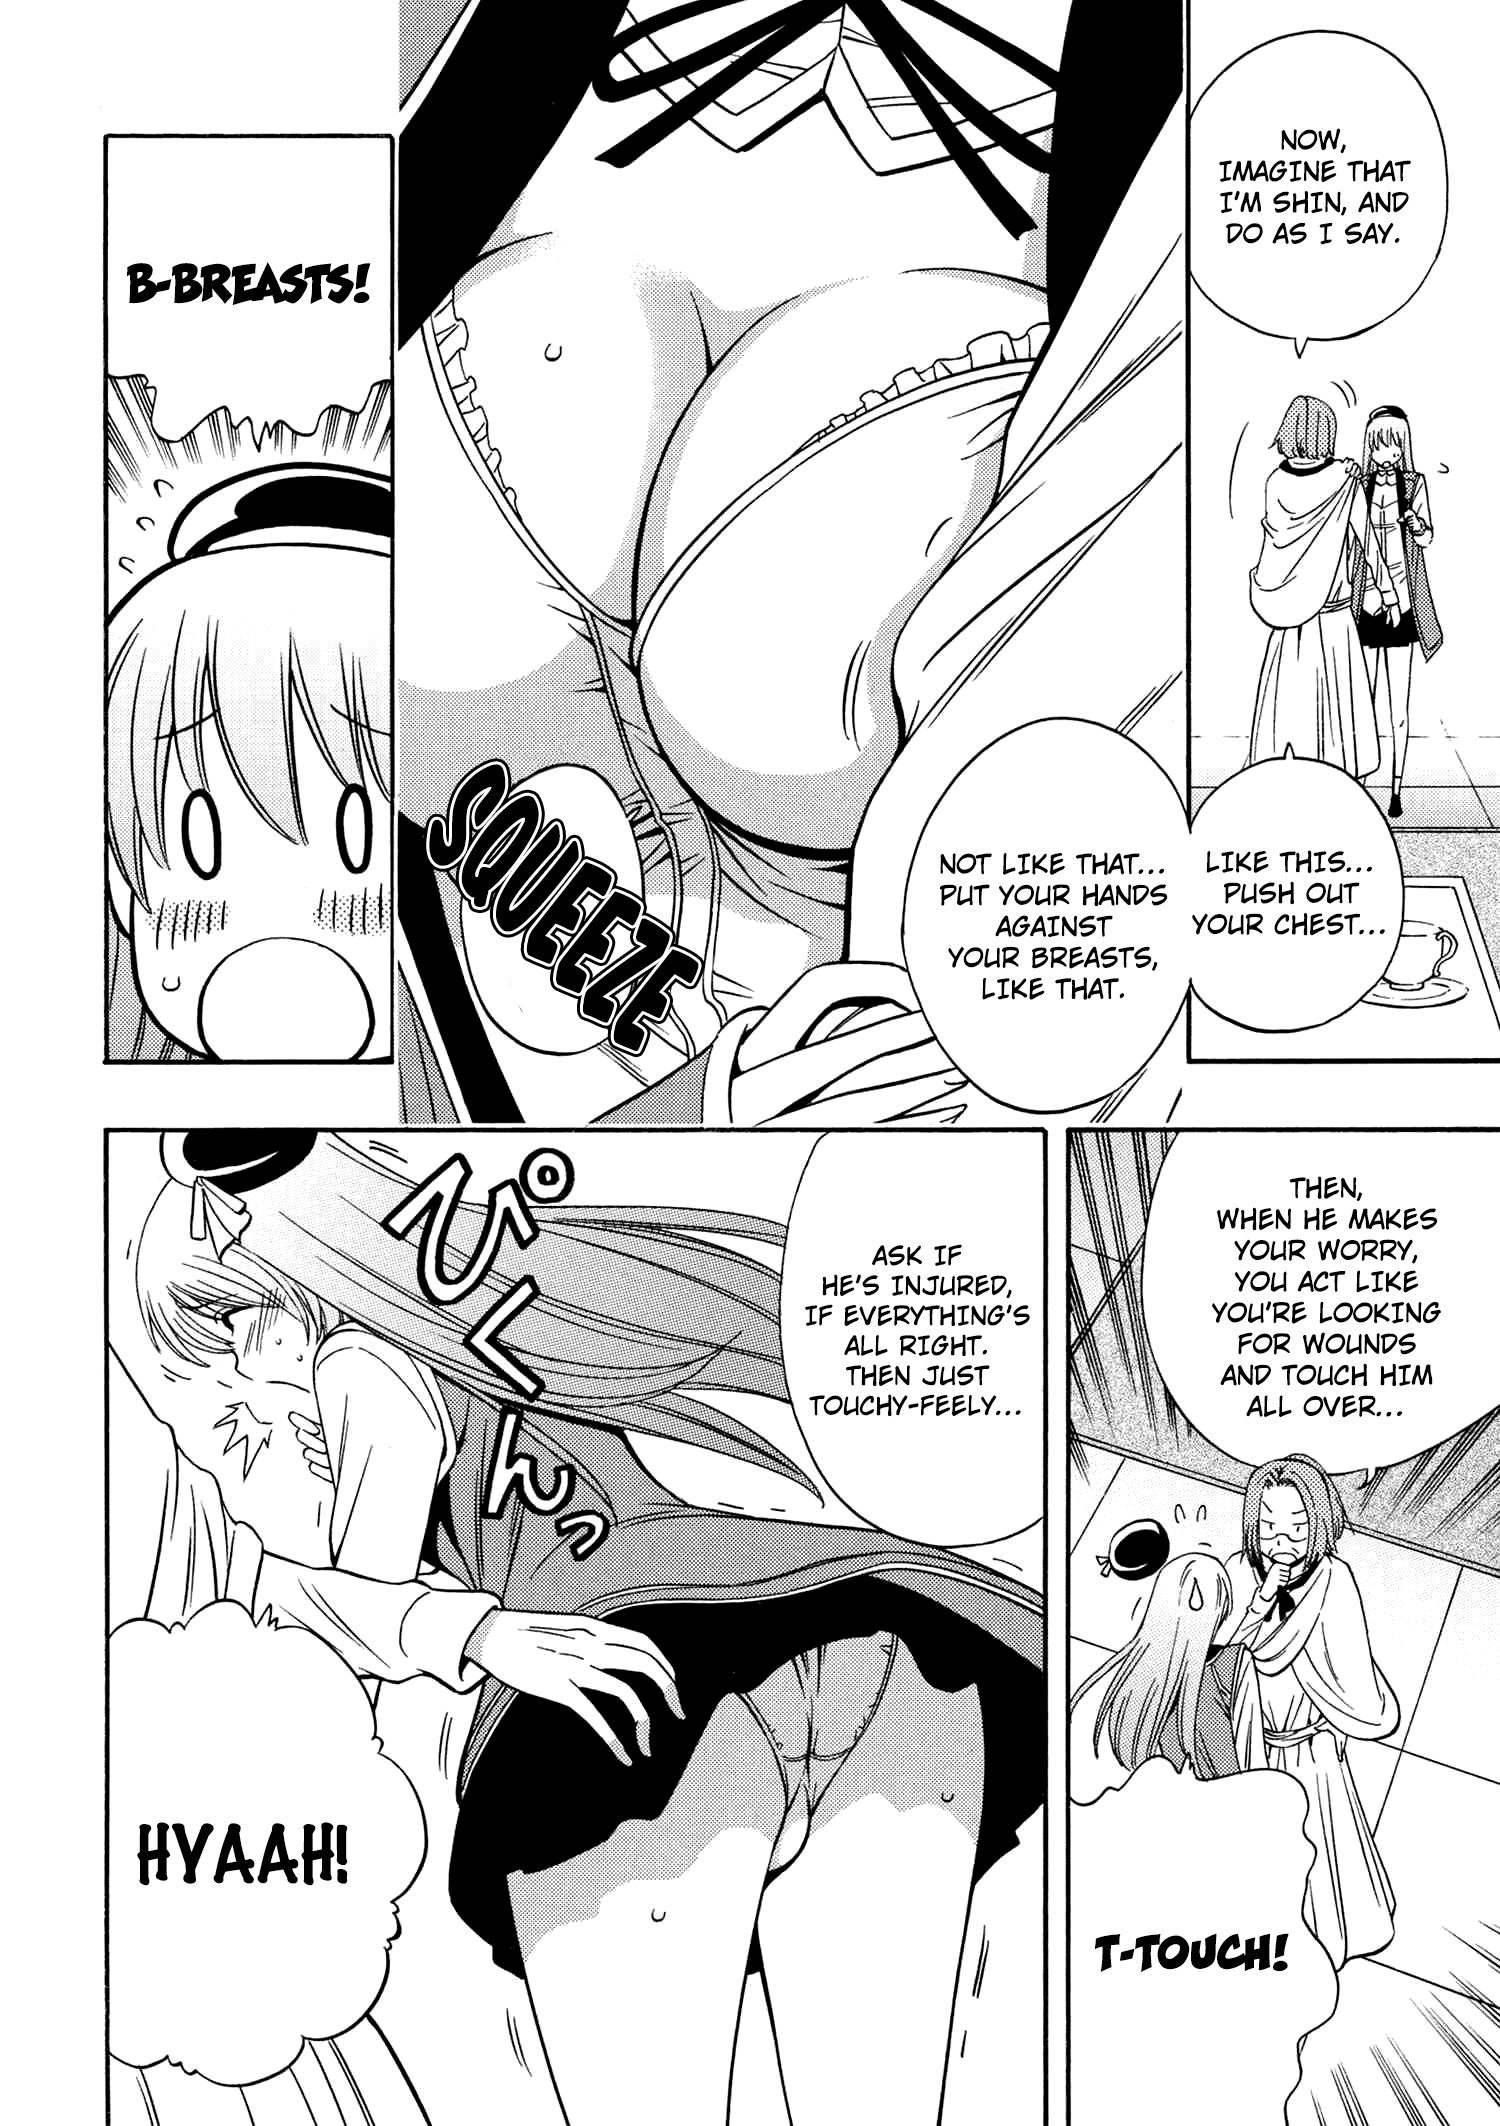 NOW,
IMAGINE THAT
I'M SHIN, AND
DO AS I SAY.
LIKE THIS...
PUSH OUT
YOUR CHEST...
NOT LIKE THAT...
PUT YOUR HANDS
AGAINST
YOUR BREASTS,
LIKE THAT.
SQUEEZE
B-BREASTS!
THEN,
WHEN HE MAKES
YOUR WORRY,
YOU ACT LIKE
YOU'RE LOOKING
FOR WOUNDS
AND TOUCH HIM
ALL OVER...
T-TOUCH!
ASK IF
HE'S INJURED,
IF EVERYTHING'S
ALL RIGHT.
THEN JUST
TOUCHY-FEELY...
ぴくんっ
HYAAH!